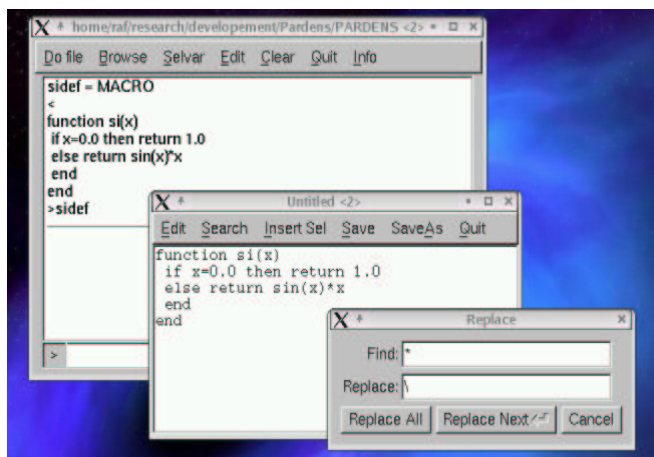 home/raf/research/developement/Pardens/PARDENS <2>
Do file Browse Selvar Edit Clear Quit Info
sidef = MACRO
<
function si(x)
if x=0.0 then return 1.0
else return sin(x)*x
end
end
>sidef
>
Untitled <2>
Edit Search Insert Sel Save SaveAs Quit
function si(x)
if x=0.0 then return 1.0
else return sin(x)*x
end
end
Replace
Find: *
Replace: \
Replace All Replace Next Cancel